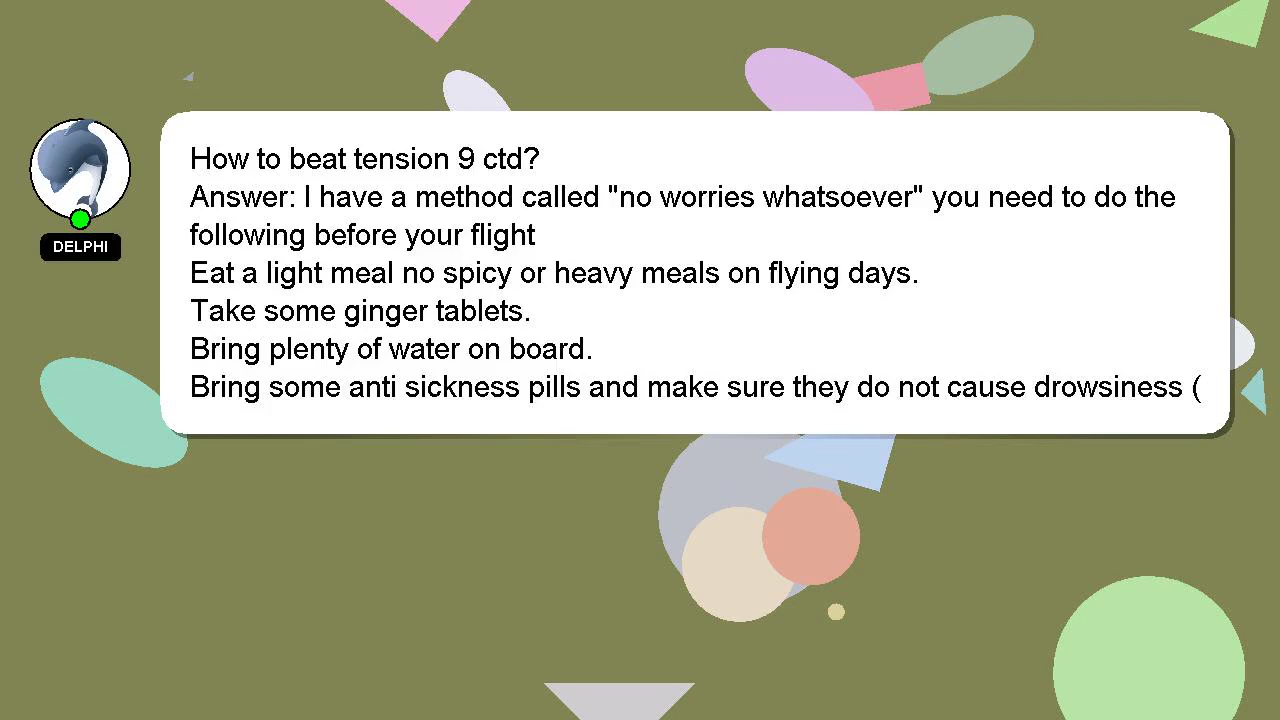 How to beat tension 9 ctd?
Answer: I have a method called "no worries whatsoever" you need to do the
following before your flight
Eat a light meal no spicy or heavy meals on flying days.
Take some ginger tablets.
Bring plenty of water on board.
Bring some anti sickness pills and make sure they do not cause drowsiness (
DELPHI